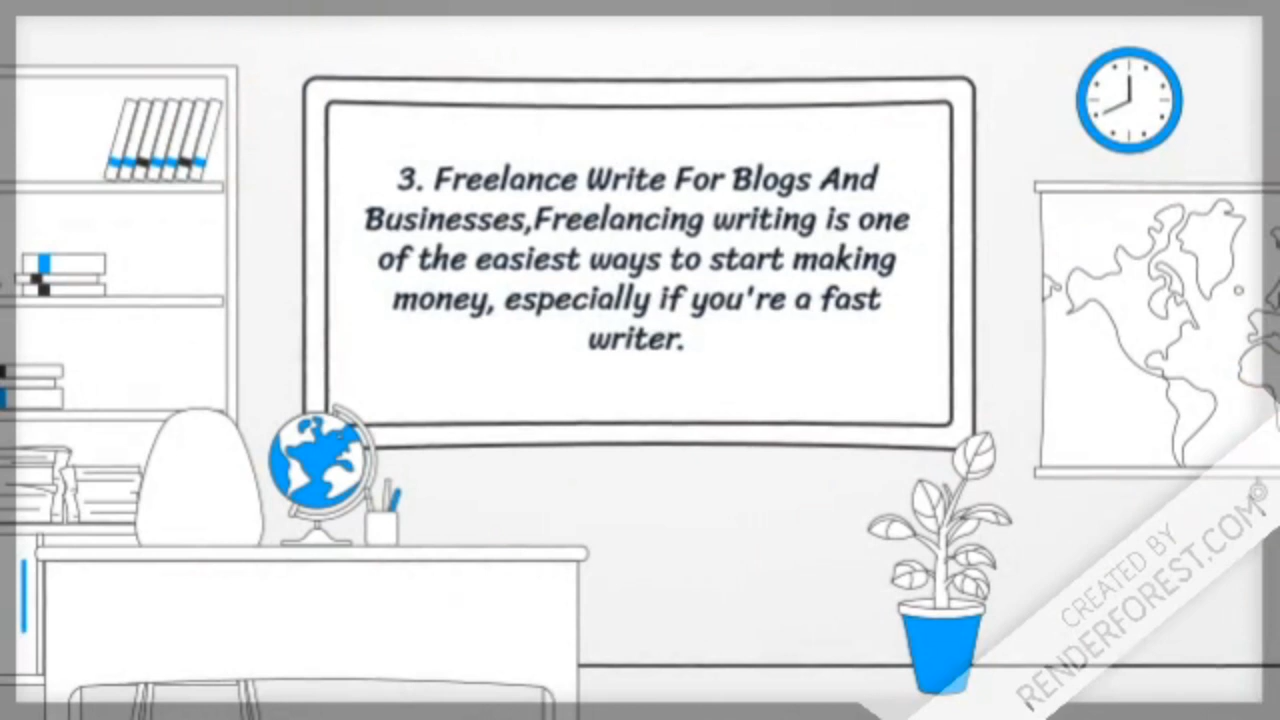 3. Freelance Write For Blogs And
Businesses,Freelancing writing is one
of the easiest ways to start making
money, especially if you're a fast
writer.
CREATED BY
RENDERFOREST.COM